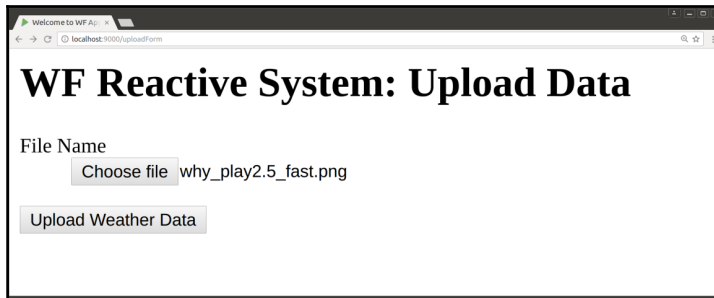 Welcome to WF App
localhost:9000/uploadForm
WF Reactive System: Upload Data
File Name
Choose file why_play2.5_fast.png
Upload Weather Data